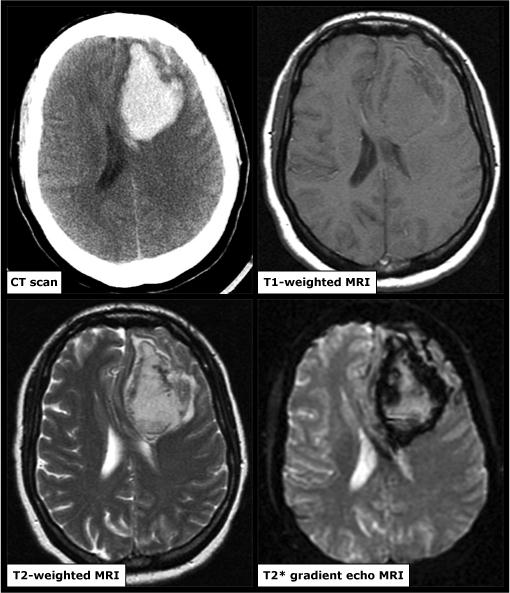 CT scan
T1-weighted MRI
T2-weighted MRI
T2* gradient echo MRI